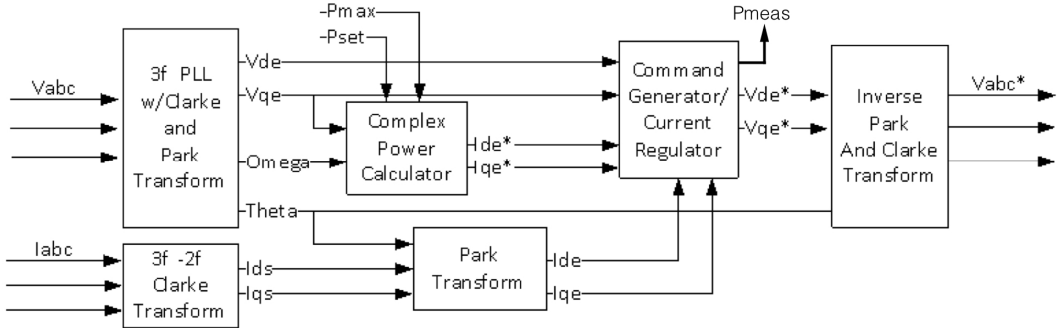 -Pmax
-Pset
Pmeas
Vabc
3f PLL
w/Clarke
and
Park
Transform
Vde
Vqe
Omega
Theta
Complex
Power
Calculator
Ide*
Iqe*
Command
Generator/
Current
Regulator
Vde*
Vqe*
Inverse
Park
And Clarke
Transform
Vabc*
Iabc
3f -2f
Clarke
Transform
Ids
Iqs
Park
Transform
Ide
Iqe